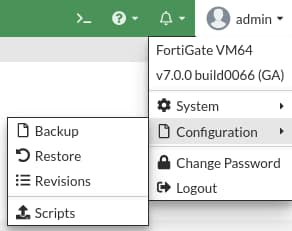 admin
FortiGate VM64
v7.0.0 build0066 (GA)
System
Configuration
Backup
Restore
Revisions
Scripts
Change Password
Logout